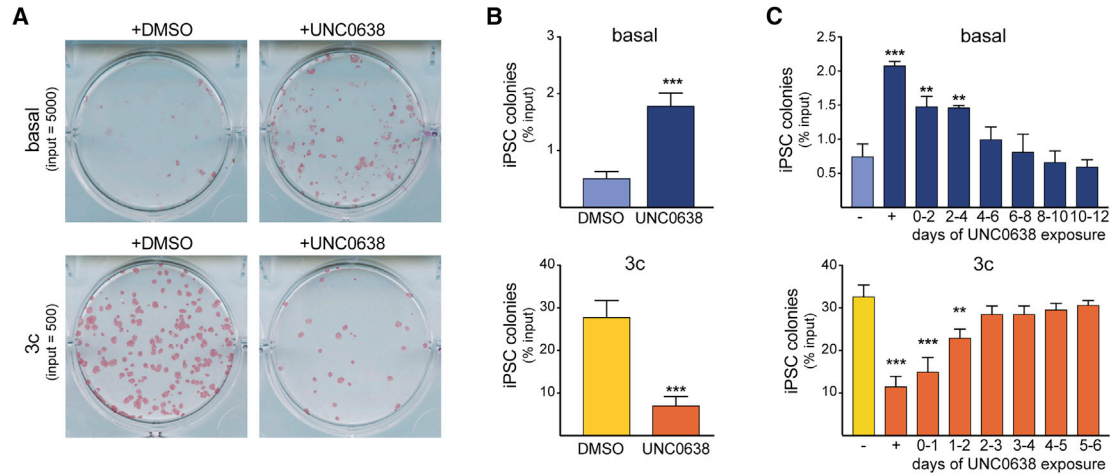 A
+DMSO
+UNC0638
basal
(input = 5000)
+DMSO
+UNC0638
3c
(input = 500)
B
basal
iPSC colonies
(% input)
3
2
1
***
DMSO UNC0638
3c
iPSC colonies
(% input)
40
30
20
10
***
DMSO UNC0638
C
basal
iPSC colonies
(% input)
2.5
2.0
1.5
1.0
0.5
***
**
**
- + 0-2 2-4 4-6 6-8 8-10 10-12
days of UNC0638 exposure
3c
iPSC colonies
(% input)
40
30
20
10
***
***
**
- + 0-1 1-2 2-3 3-4 4-5 5-6
days of UNC0638 exposure